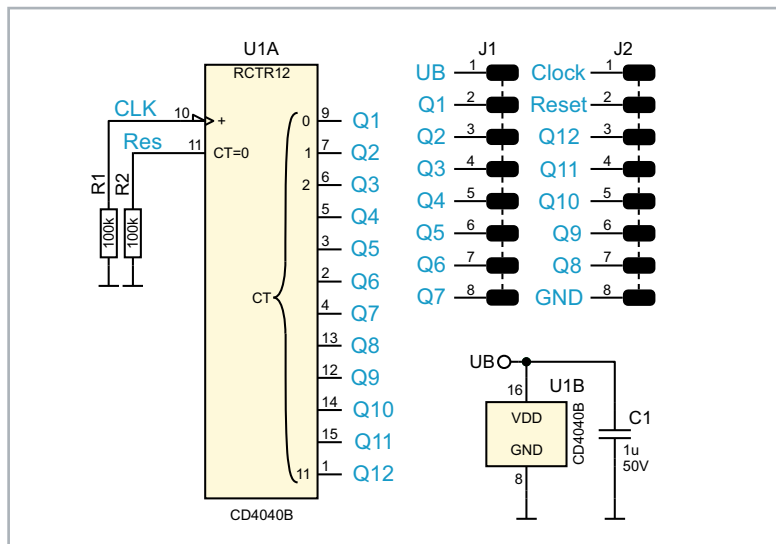 U1A
RCTR12
CLK
10
+
Res
11
CT=0
R1
100k
R2
100k
CT
0
1
2
11
9 Q1
7 Q2
6 Q3
5 Q4
3 Q5
2 Q6
4 Q7
13 Q8
12 Q9
14 Q10
15 Q11
1 Q12
CD4040B
J1
UB 1
Q1 2
Q2 3
Q3 4
Q4 5
Q5 6
Q6 7
Q7 8
J2
Clock 1
Reset 2
Q12 3
Q11 4
Q10 5
Q9 6
Q8 7
GND 8
UB
16
U1B
VDD
GND
CD4040B
8
C1
1u
50V